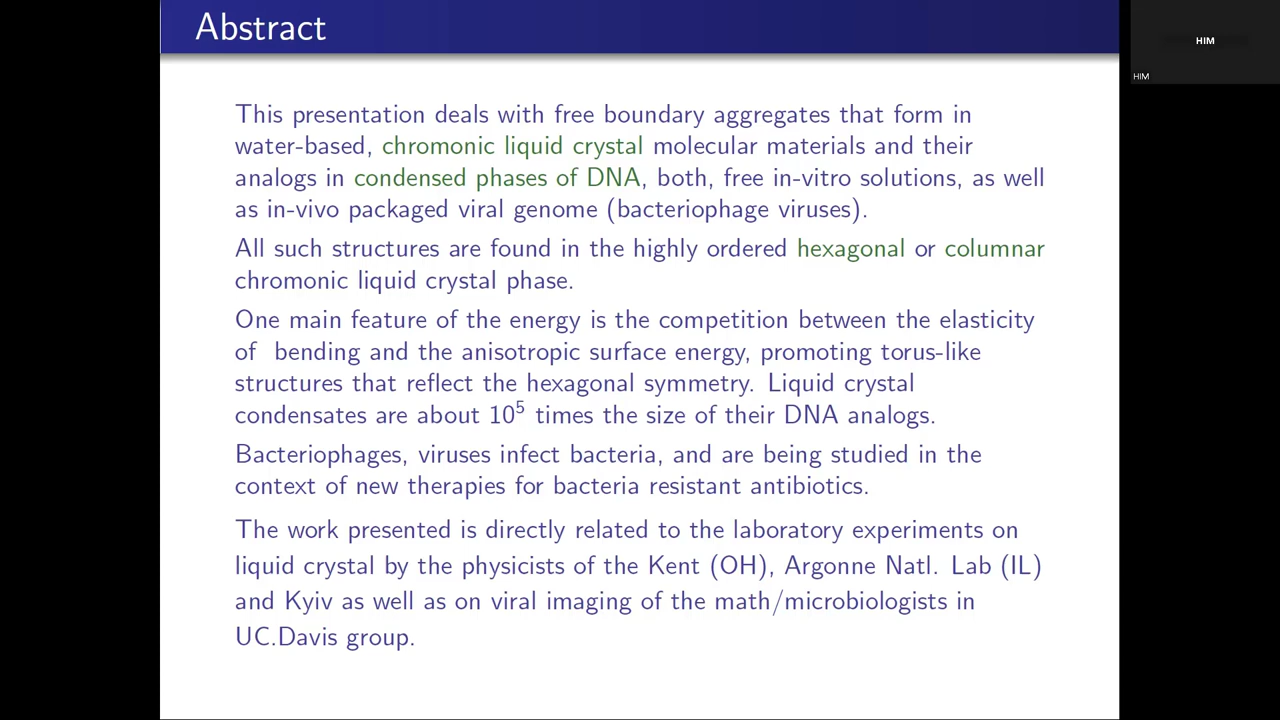 Abstract
This presentation deals with free boundary aggregates that form in
water-based, chromonic liquid crystal molecular materials and their
analogs in condensed phases of DNA, both, free in-vitro solutions, as well
as in-vivo packaged viral genome (bacteriophage viruses).
All such structures are found in the highly ordered hexagonal or columnar
chromonic liquid crystal phase.
One main feature of the energy is the competition between the elasticity
of bending and the anisotropic surface energy, promoting torus-like
structures that reflect the hexagonal symmetry. Liquid crystal
condensates are about 10⁵ times the size of their DNA analogs.
Bacteriophages, viruses infect bacteria, and are being studied in the
context of new therapies for bacteria resistant antibiotics.
The work presented is directly related to the laboratory experiments on
liquid crystal by the physicists of the Kent (OH), Argonne Natl. Lab (IL)
and Kyiv as well as on viral imaging of the math/microbiologists in
UC.Davis group.
HIM
HIM